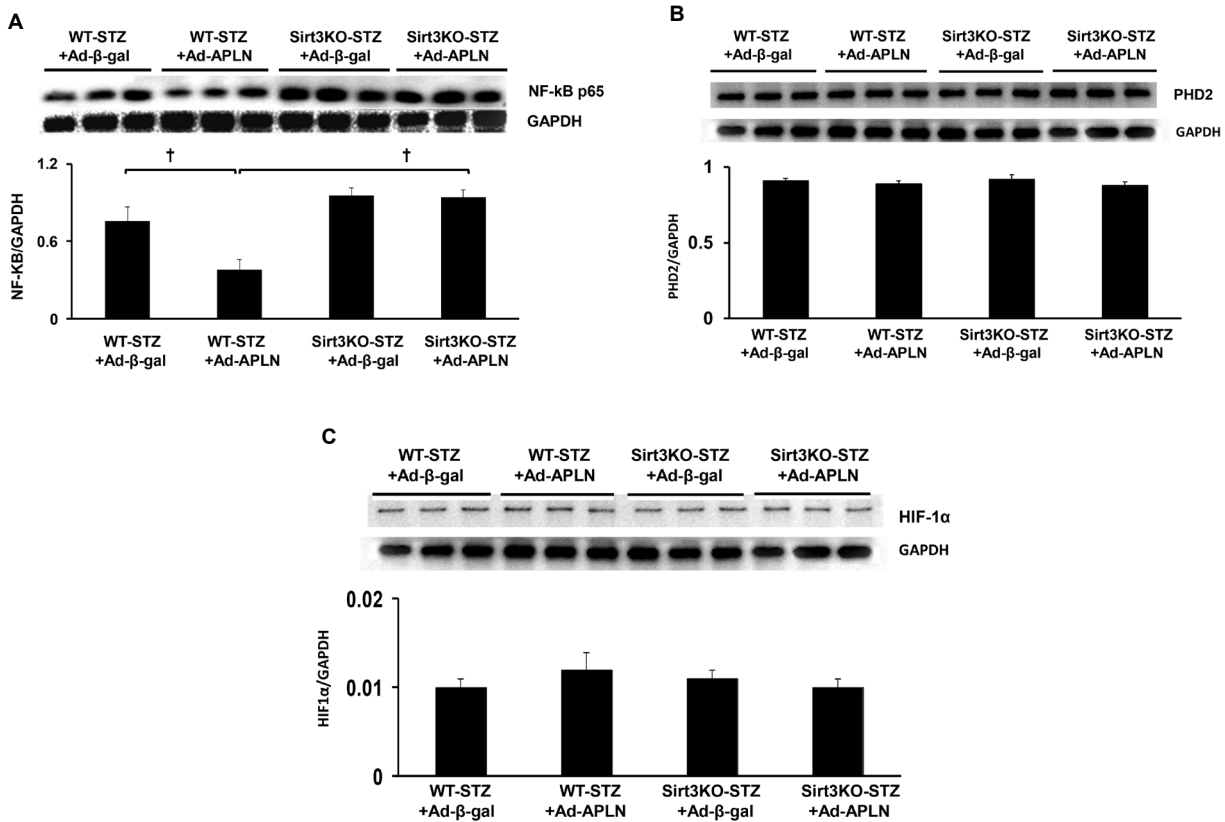 A
WT-STZ +Ad-β-gal
WT-STZ +Ad-APLN
Sirt3KO-STZ +Ad-β-gal
Sirt3KO-STZ +Ad-APLN
NF-kB p65
GAPDH
† †
1.2
0.6
0
NF-KB/GAPDH
WT-STZ +Ad-β-gal
WT-STZ +Ad-APLN
Sirt3KO-STZ +Ad-β-gal
Sirt3KO-STZ +Ad-APLN
B
WT-STZ +Ad-β-gal
WT-STZ +Ad-APLN
Sirt3KO-STZ +Ad-β-gal
Sirt3KO-STZ +Ad-APLN
PHD2
GAPDH
1
0.5
0
PHD2/GAPDH
WT-STZ +Ad-β-gal
WT-STZ +Ad-APLN
Sirt3KO-STZ +Ad-β-gal
Sirt3KO-STZ +Ad-APLN
C
WT-STZ +Ad-β-gal
WT-STZ +Ad-APLN
Sirt3KO-STZ +Ad-β-gal
Sirt3KO-STZ +Ad-APLN
HIF-1α
GAPDH
0.02
0.01
0
HIF1α/GAPDH
WT-STZ +Ad-β-gal
WT-STZ +Ad-APLN
Sirt3KO-STZ +Ad-β-gal
Sirt3KO-STZ +Ad-APLN